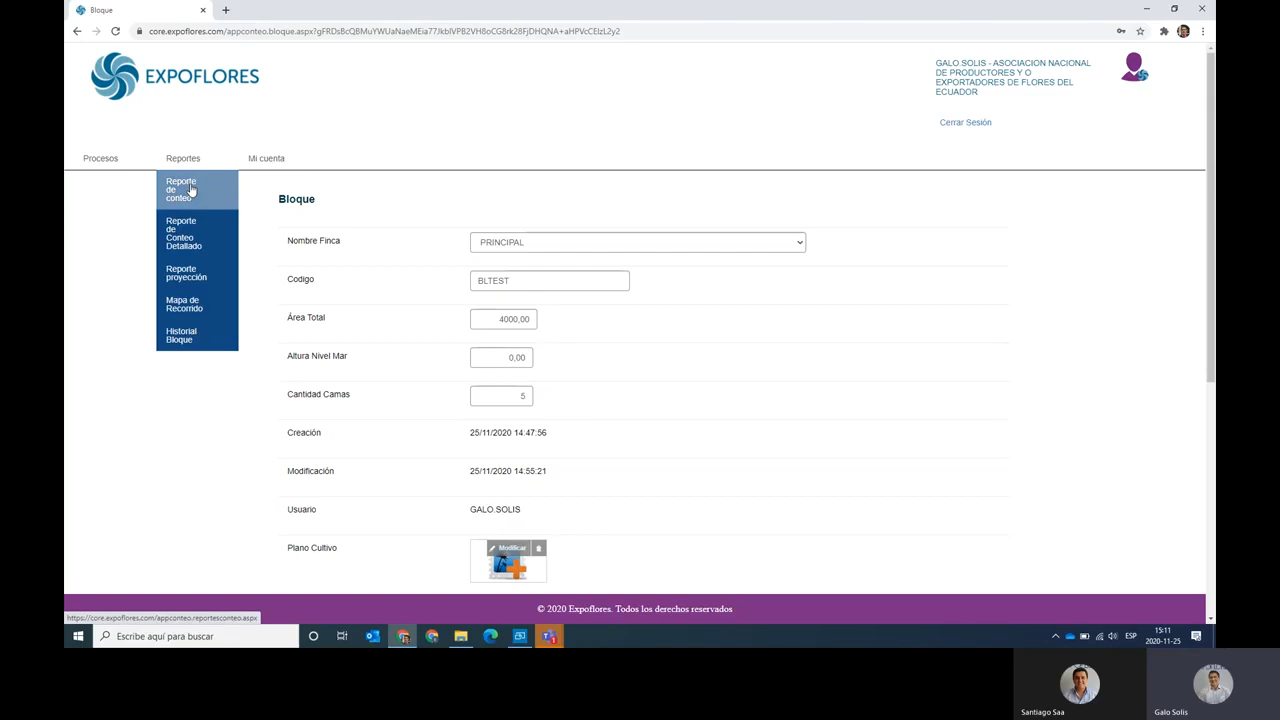 Bloque
core.expoflores.com/appconteo.bloque.aspx?
EXPOFLORES
GALO.SOLIS - ASOCIACION NACIONAL
DE PRODUCTORES Y O
EXPORTADORES DE FLORES DEL
ECUADOR
Cerrar Sesión
Procesos
Reportes
Mi cuenta
Reporte
de
conteo
Reporte
de
Conteo
Detallado
Reporte
proyección
Mapa de
Recorrido
Historial
Bloque
Bloque
Nombre Finca
PRINCIPAL
Codigo
BLTEST
Área Total
4000,00
Altura Nivel Mar
0,00
Cantidad Camas
5
Creación
25/11/2020 14:47:56
Modificación
25/11/2020 14:55:21
Usuario
GALO.SOLIS
Plano Cultivo
Modificar
© 2020 Expoflores. Todos los derechos reservados
https://core.expoflores.com/appconteo.reportesconteo.aspx
Escribe aquí para buscar
ESP
15:11
2020-11-25
Santiago Saa
Galo Solis